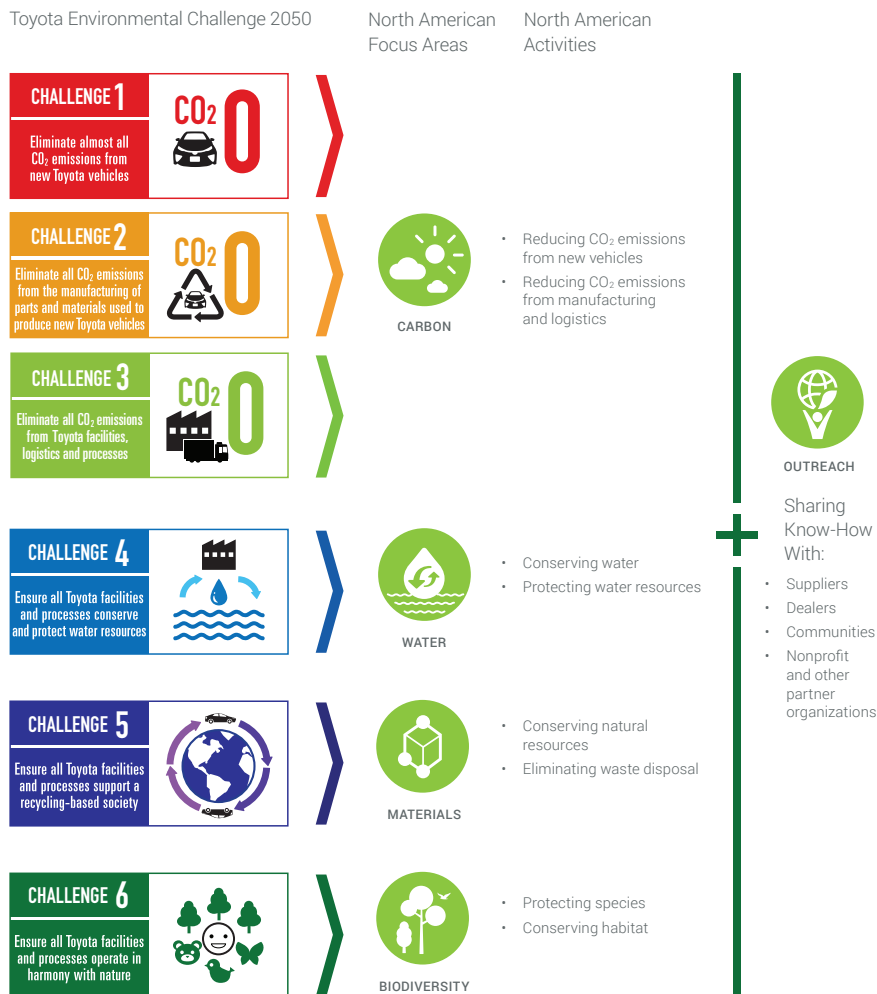 Toyota Environmental Challenge 2050
North American
Focus Areas
North American
Activities
CHALLENGE 1
Eliminate almost all
CO₂ emissions from
new Toyota vehicles
CO₂ 0
CHALLENGE 2
Eliminate all CO₂ emissions
from the manufacturing of
parts and materials used to
produce new Toyota vehicles
CO₂ 0
CHALLENGE 3
Eliminate all CO₂ emissions
from Toyota facilities,
logistics and processes
CO₂ 0
CARBON
• Reducing CO₂ emissions
from new vehicles
• Reducing CO₂ emissions
from manufacturing
and logistics
CHALLENGE 4
Ensure all Toyota facilities
and processes conserve
and protect water resources
WATER
• Conserving water
• Protecting water resources
CHALLENGE 5
Ensure all Toyota facilities
and processes support a
recycling-based society
MATERIALS
• Conserving natural
resources
• Eliminating waste disposal
CHALLENGE 6
Ensure all Toyota facilities
and processes operate in
harmony with nature
BIODIVERSITY
• Protecting species
• Conserving habitat
+
OUTREACH
Sharing
Know-How
With:
• Suppliers
• Dealers
• Communities
• Nonprofit
and other
partner
organizations